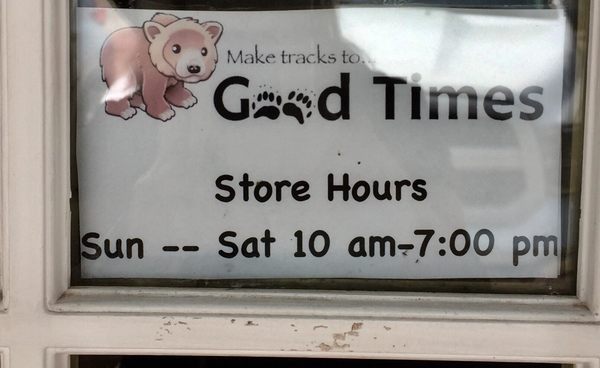 Make tracks to...
Good Times
Store Hours
Sun -- Sat 10 am-7:00 pm